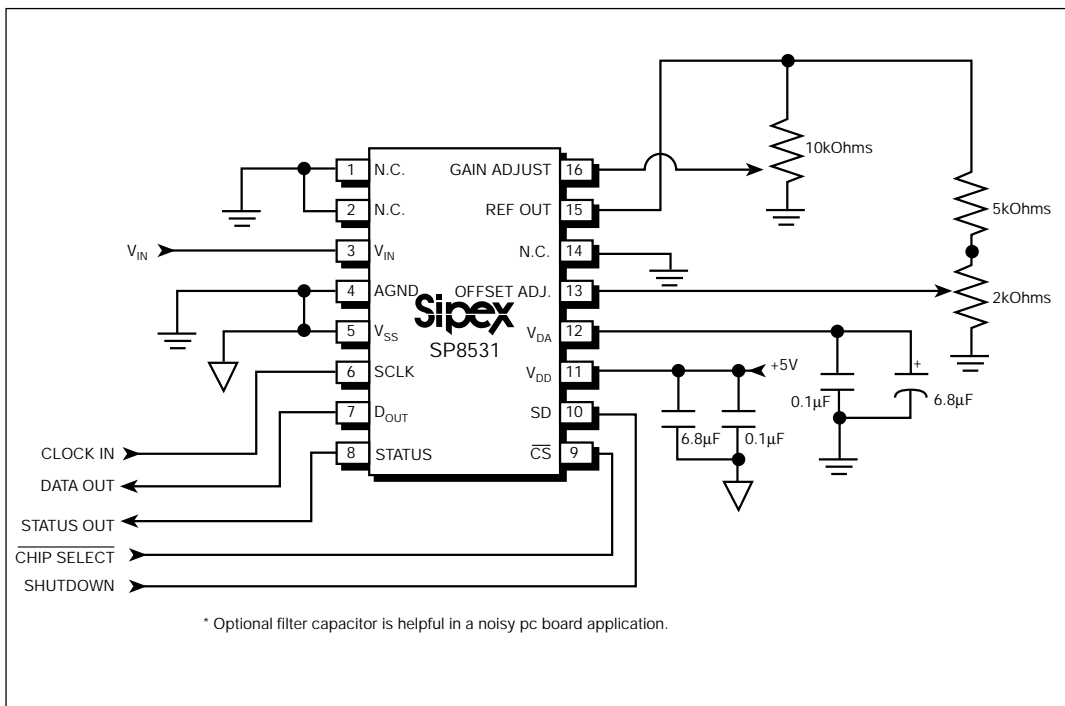 1 N.C. GAIN ADJUST 16
2 N.C. REF OUT 15
V_IN 3 V_IN N.C. 14
4 AGND OFFSET ADJ. 13
5 V_SS V_DA 12
6 SCLK V_DD 11 +5V
7 D_OUT SD 10
8 STATUS C̅S̅ 9
Sipex
SP8531
10kOhms
5kOhms
2kOhms
+
0.1µF
6.8µF
6.8µF
0.1µF
CLOCK IN
DATA OUT
STATUS OUT
C̅H̅I̅P̅ ̅S̅E̅L̅E̅C̅T̅
SHUTDOWN
* Optional filter capacitor is helpful in a noisy pc board application.